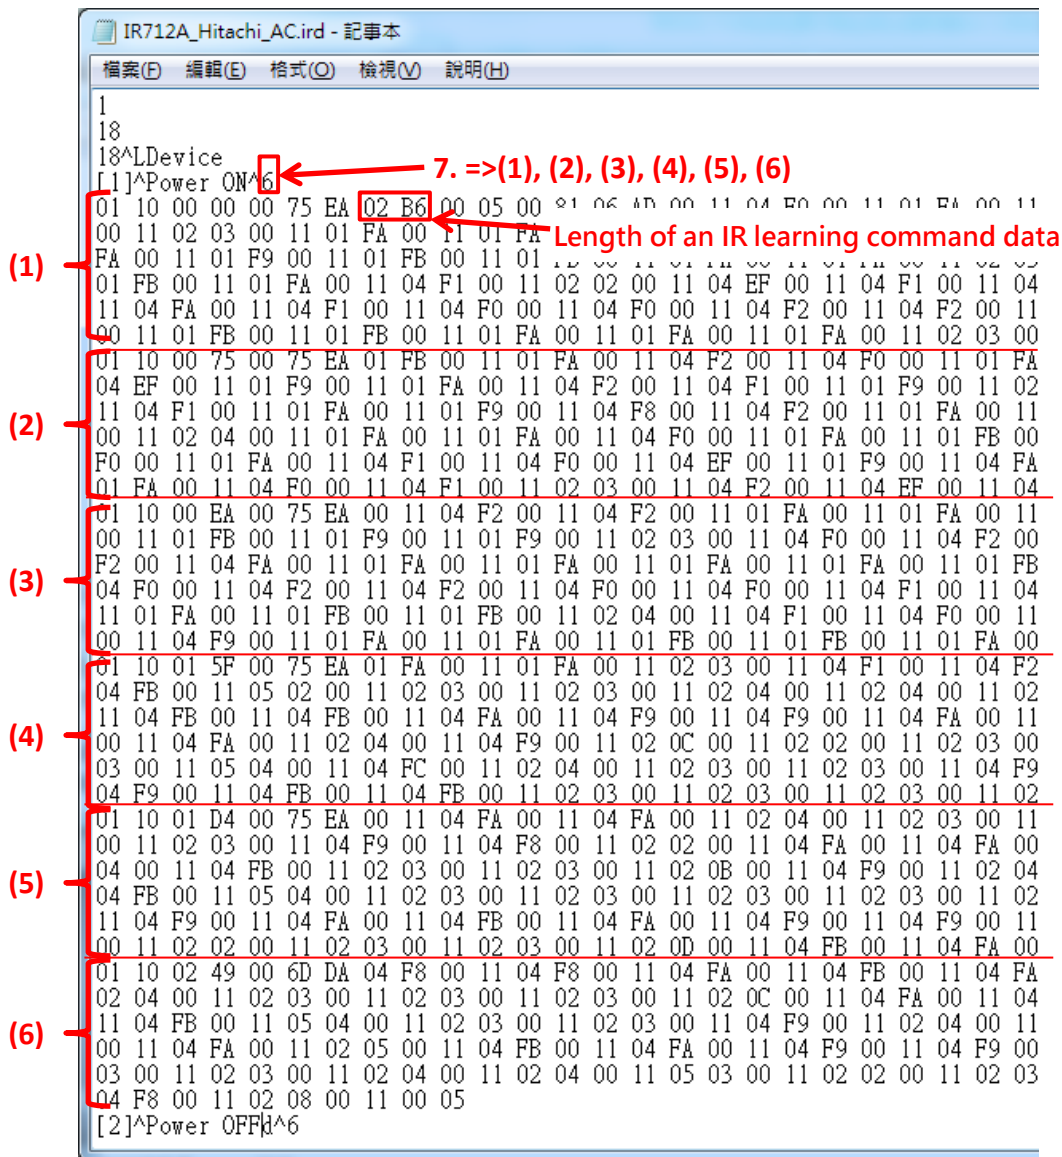 IR712A_Hitachi_AC.ird - 記事本
檔案(F) 編輯(E) 格式(O) 檢視(V) 說明(H)
1
18
18^LDevice
[1]^Power ON^6
7. =>(1), (2), (3), (4), (5), (6)
01 10 00 00 00 75 EA 02 B6 00 05 00 81 06 AD 00 11 04 F0 00 11 01 FA 00 11
00 11 02 03 00 11 01 FA 00 11 01 FA
Length of an IR learning command data
(1)
FA 00 11 01 F9 00 11 01 FB 00 11 01
01 FB 00 11 01 FA 00 11 04 F1 00 11 02 02 00 11 04 EF 00 11 04 F1 00 11 04
11 04 FA 00 11 04 F1 00 11 04 F0 00 11 04 F0 00 11 04 F2 00 11 04 F2 00 11
00 11 01 FB 00 11 01 FB 00 11 01 FA 00 11 01 FA 00 11 01 FA 00 11 02 03 00
01 10 00 75 00 75 EA 01 FB 00 11 01 FA 00 11 04 F2 00 11 04 F0 00 11 01 FA
04 EF 00 11 01 F9 00 11 01 FA 00 11 04 F2 00 11 04 F1 00 11 01 F9 00 11 02
11 04 F1 00 11 01 FA 00 11 01 F9 00 11 04 F8 00 11 04 F2 00 11 01 FA 00 11
(2)
00 11 02 04 00 11 01 FA 00 11 01 FA 00 11 04 F0 00 11 01 FA 00 11 01 FB 00
F0 00 11 01 FA 00 11 04 F1 00 11 04 F0 00 11 04 EF 00 11 01 F9 00 11 04 FA
01 FA 00 11 04 F0 00 11 04 F1 00 11 02 03 00 11 04 F2 00 11 04 EF 00 11 04
01 10 00 EA 00 75 EA 00 11 04 F2 00 11 04 F2 00 11 01 FA 00 11 01 FA 00 11
00 11 01 FB 00 11 01 F9 00 11 01 F9 00 11 02 03 00 11 04 F0 00 11 04 F2 00
F2 00 11 04 FA 00 11 01 FA 00 11 01 FA 00 11 01 FA 00 11 01 FA 00 11 01 FB
(3)
04 F0 00 11 04 F2 00 11 04 F2 00 11 04 F0 00 11 04 F0 00 11 04 F1 00 11 04
11 01 FA 00 11 01 FB 00 11 01 FB 00 11 02 04 00 11 04 F1 00 11 04 F0 00 11
00 11 04 F9 00 11 01 FA 00 11 01 FA 00 11 01 FB 00 11 01 FB 00 11 01 FA 00
01 10 01 5F 00 75 EA 01 FA 00 11 01 FA 00 11 02 03 00 11 04 F1 00 11 04 F2
04 FB 00 11 05 02 00 11 02 03 00 11 02 03 00 11 02 04 00 11 02 04 00 11 02
11 04 FB 00 11 04 FB 00 11 04 FA 00 11 04 F9 00 11 04 F9 00 11 04 FA 00 11
(4)
00 11 04 FA 00 11 02 04 00 11 04 F9 00 11 02 0C 00 11 02 02 00 11 02 03 00
03 00 11 05 04 00 11 04 FC 00 11 02 04 00 11 02 03 00 11 02 03 00 11 04 F9
04 F9 00 11 04 FB 00 11 04 FB 00 11 02 03 00 11 02 03 00 11 02 03 00 11 02
01 10 01 D4 00 75 EA 00 11 04 FA 00 11 04 FA 00 11 02 04 00 11 02 03 00 11
00 11 02 03 00 11 04 F9 00 11 04 F8 00 11 02 02 00 11 04 FA 00 11 04 FA 00
04 00 11 04 FB 00 11 02 03 00 11 02 03 00 11 02 0B 00 11 04 F9 00 11 02 04
(5)
04 FB 00 11 05 04 00 11 02 03 00 11 02 03 00 11 02 03 00 11 02 03 00 11 02
11 04 F9 00 11 04 FA 00 11 04 FB 00 11 04 FA 00 11 04 F9 00 11 04 F9 00 11
00 11 02 02 00 11 02 03 00 11 02 03 00 11 02 0D 00 11 04 FB 00 11 04 FA 00
01 10 02 49 00 6D DA 04 F8 00 11 04 F8 00 11 04 FA 00 11 04 FB 00 11 04 FA
02 04 00 11 02 03 00 11 02 03 00 11 02 03 00 11 02 0C 00 11 04 FA 00 11 04
11 04 FB 00 11 05 04 00 11 02 03 00 11 02 03 00 11 04 F9 00 11 02 04 00 11
(6)
00 11 04 FA 00 11 02 05 00 11 04 FB 00 11 04 FA 00 11 04 F9 00 11 04 F9 00
03 00 11 02 03 00 11 02 04 00 11 02 04 00 11 05 03 00 11 02 02 00 11 02 03
04 F8 00 11 02 08 00 11 00 05
[2]^Power OFFd^6